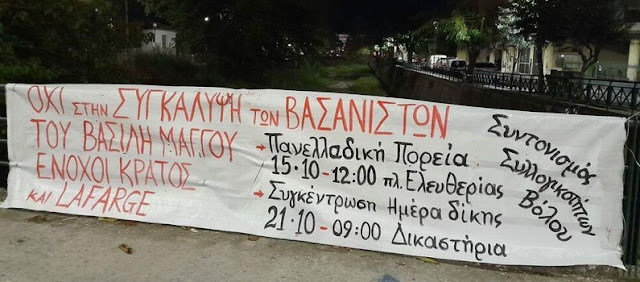 ΟΧΙ ΣΤΗΝ ΣΥΓΚΑΛΥΨΗ ΤΩΝ ΒΑΣΑΝΙΣΤΩΝ
ΤΟΥ ΒΑΣΙΛΗ ΜΑΓΓΟΥ
ΕΝΟΧΟΙ ΚΡΑΤΟΣ
ΚΑΙ LAFARGE
→ Πανελλαδική Πορεία
15·10-12:00 πλ. Ελευθερίας
→ Συγκέντρωση Ημέρα δίκης
21·10-09:00 Δικαστήρια
Συντονισμός
Συλλογικοτήτων
Βόλου